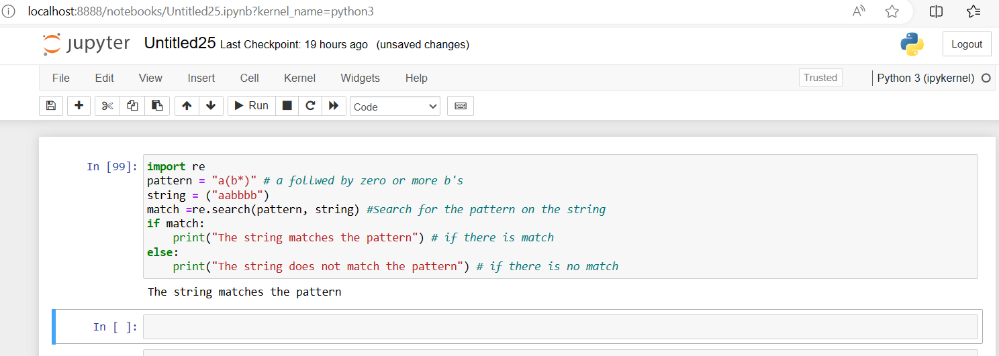 localhost:8888/notebooks/Untitled25.ipynb?kernel_name=python3
jupyter Untitled25 Last Checkpoint: 19 hours ago (unsaved changes)
Logout
File Edit View Insert Cell Kernel Widgets Help
Trusted
Python 3 (ipykernel)
Run
Code
In [99]:
import re
pattern = "a(b*)" # a follwed by zero or more b's
string = ("aabbbb")
match =re.search(pattern, string) #Search for the pattern on the string
if match:
    print("The string matches the pattern") # if there is match
else:
    print("The string does not match the pattern") # if there is no match
The string matches the pattern
In [ ]: